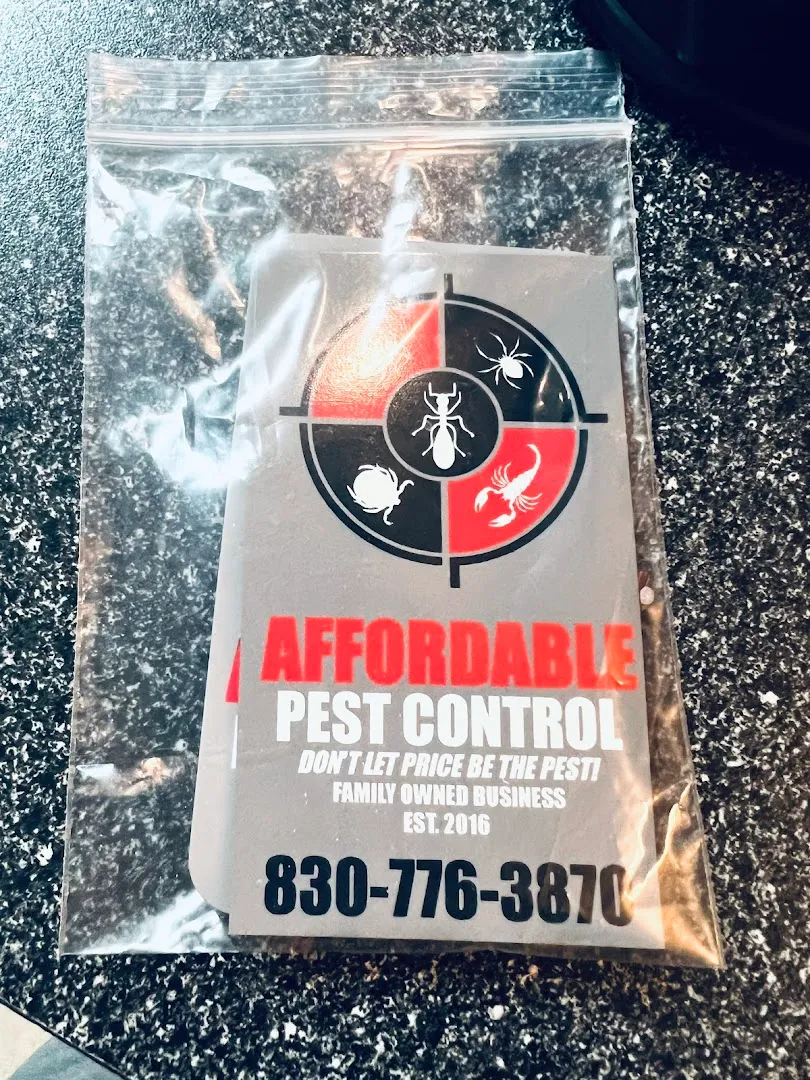 AFFORDABLE
PEST CONTROL
DON'T LET PRICE BE THE PEST!
FAMILY OWNED BUSINESS
EST. 2016
830-776-3870